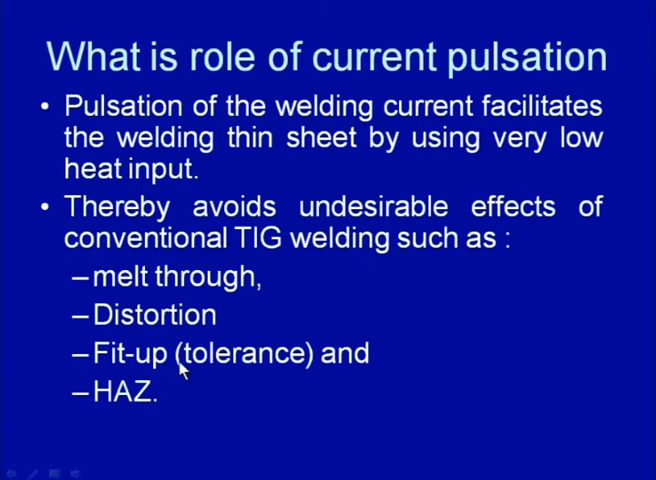 What is role of current pulsation
• Pulsation of the welding current facilitates
the welding thin sheet by using very low
heat input.
• Thereby avoids undesirable effects of
conventional TIG welding such as :
–melt through,
–Distortion
–Fit-up (tolerance) and
–HAZ.